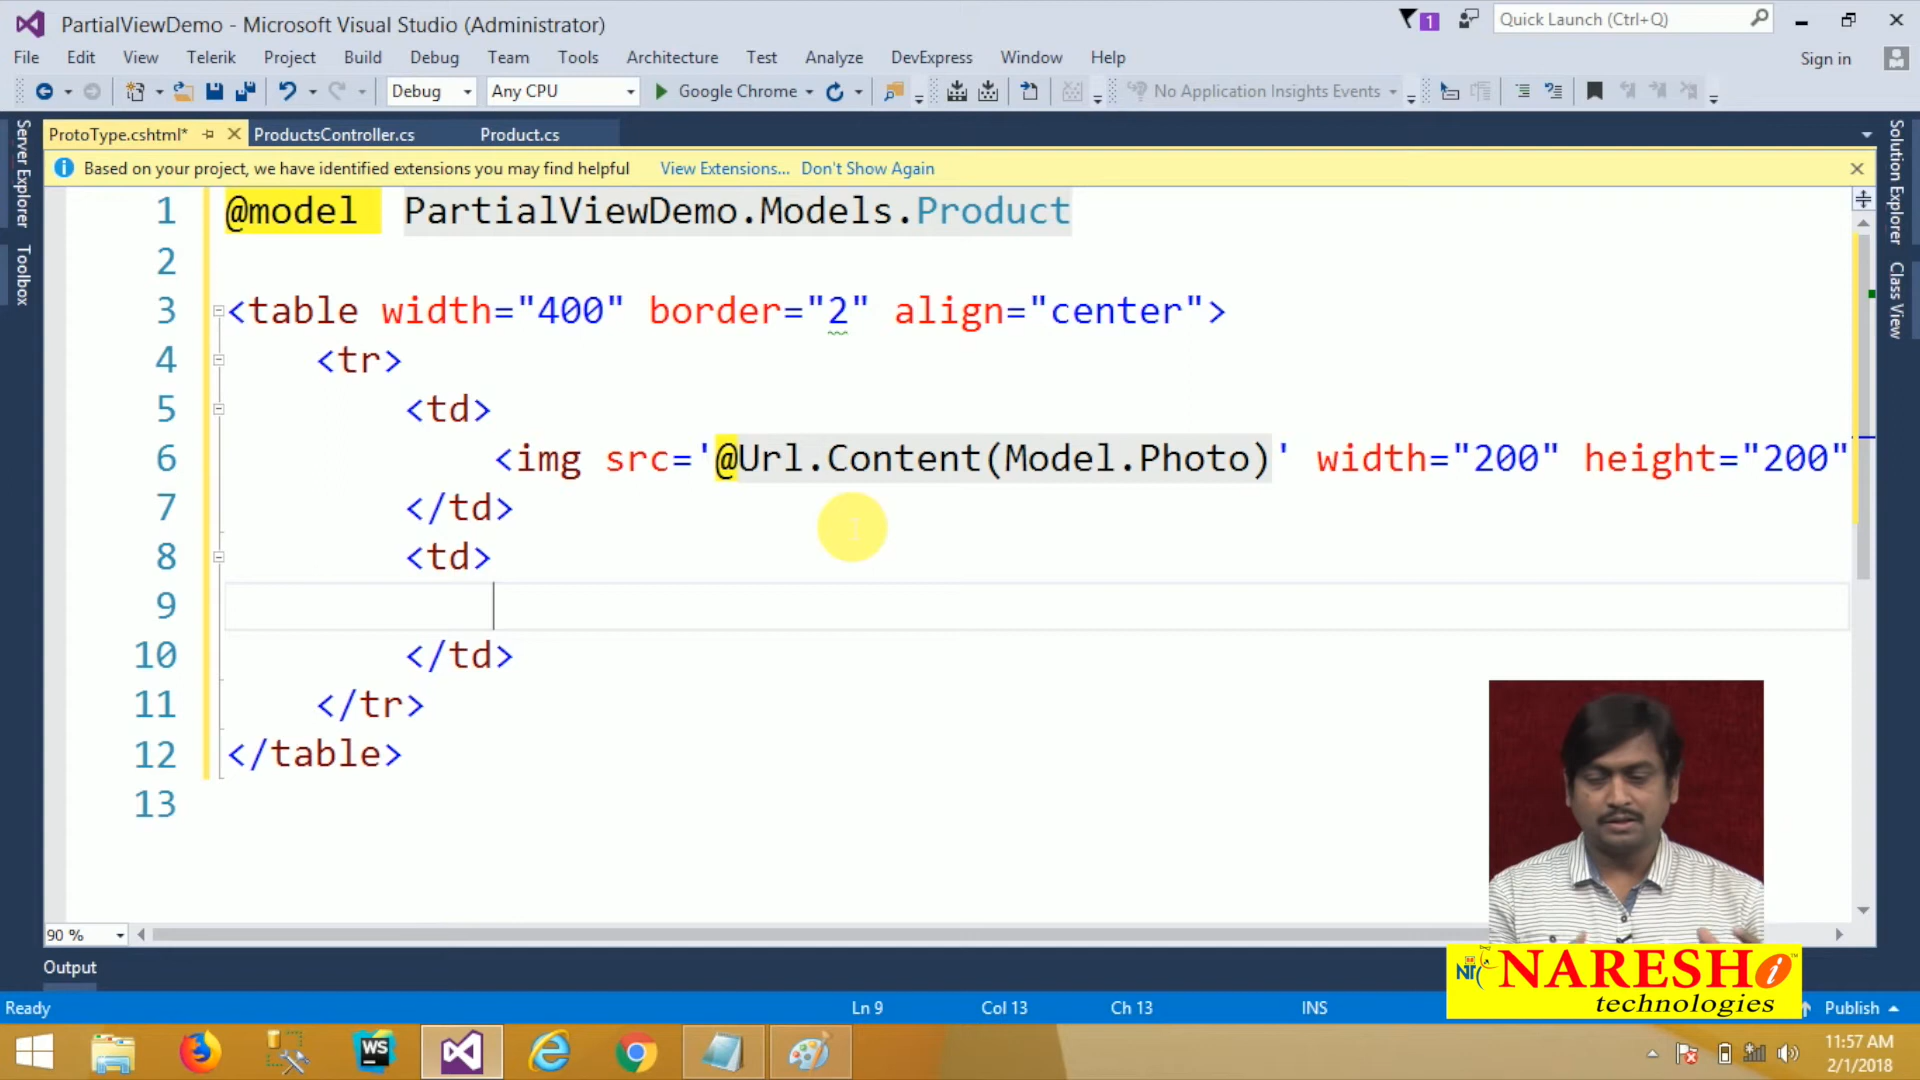 PartialViewDemo - Microsoft Visual Studio (Administrator)
1
Quick Launch (Ctrl+Q)
File Edit View Telerik Project Build Debug Team Tools Architecture Test Analyze DevExpress Window Help
Sign in
Debug Any CPU Google Chrome No Application Insights Events
ProtoType.cshtml* ProductsController.cs Product.cs
Based on your project, we have identified extensions you may find helpful View Extensions... Don't Show Again
Server Explorer
Toolbox
Solution Explorer
Class View
1 @model PartialViewDemo.Models.Product
2
3 <table width="400" border="2" align="center">
4 <tr>
5 <td>
6 <img src='@Url.Content(Model.Photo)' width="200" height="200"
7 </td>
8 <td>
9
10 </td>
11 </tr>
12 </table>
13
90 %
Output
NARESH i
technologies
Ready Ln 9 Col 13 Ch 13 INS Publish
WS
11:57 AM
2/1/2018